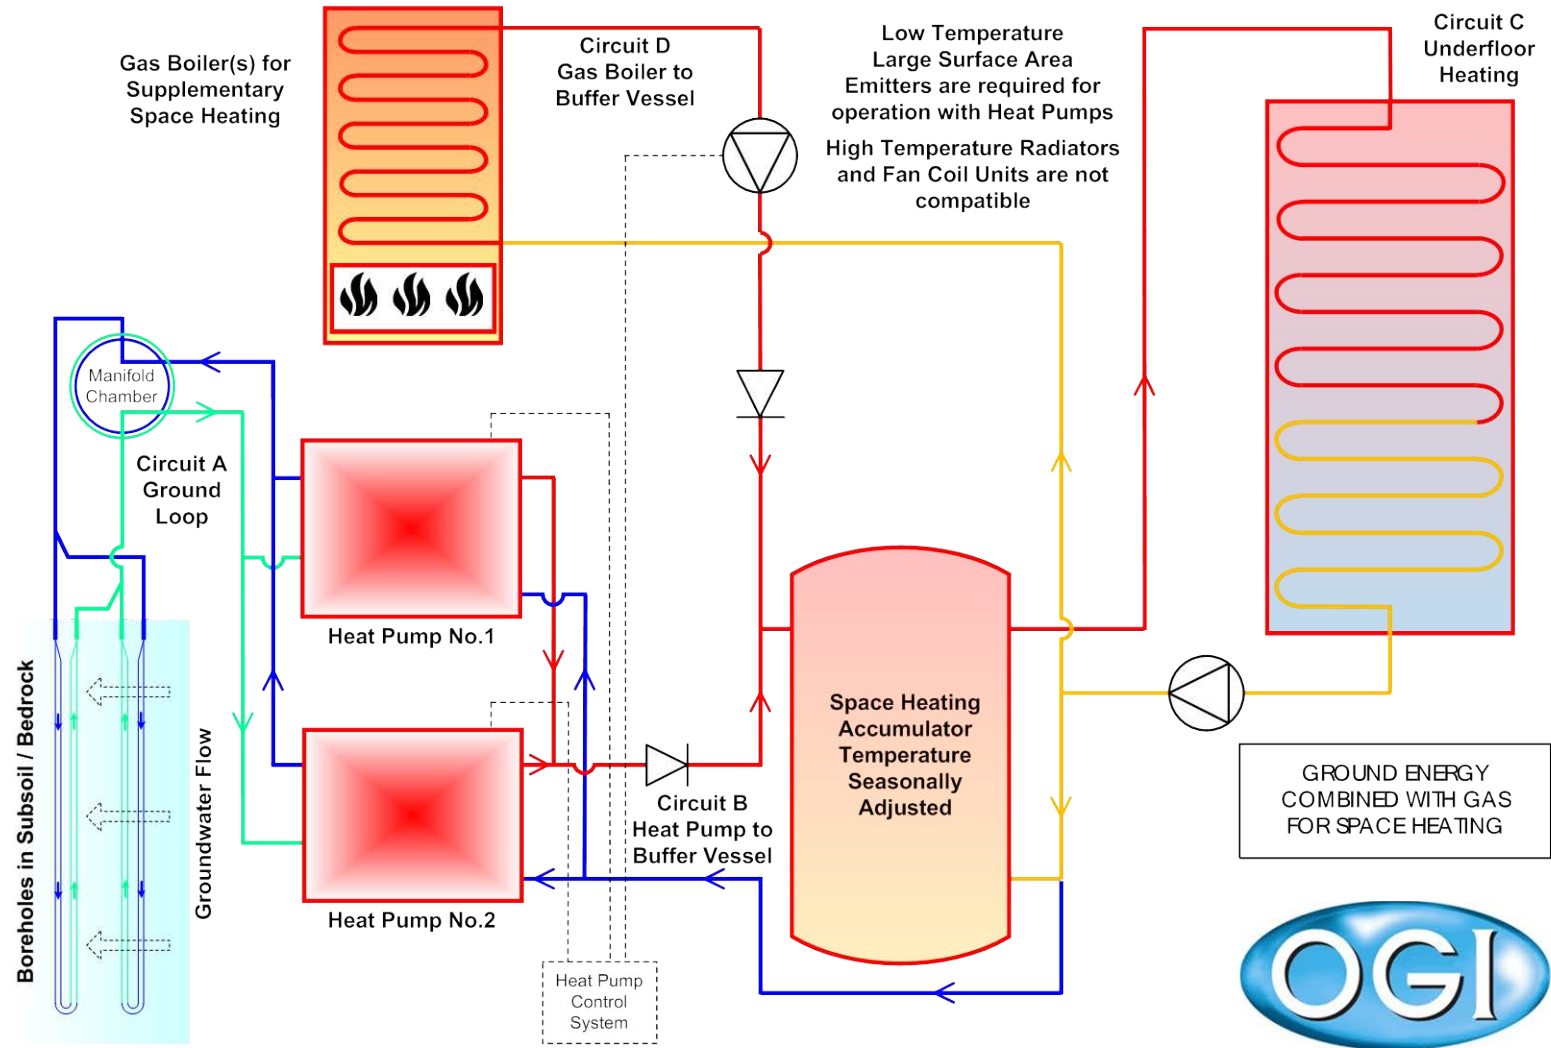 Gas Boiler(s) for
Supplementary
Space Heating
Circuit D
Gas Boiler to
Buffer Vessel
Low Temperature
Large Surface Area
Emitters are required for
operation with Heat Pumps
High Temperature Radiators
and Fan Coil Units are not
compatible
Circuit C
Underfloor
Heating
Manifold
Chamber
Circuit A
Ground
Loop
Heat Pump No.1
Boreholes in Subsoil / Bedrock
Groundwater Flow
Space Heating
Accumulator
Temperature
Seasonally
Adjusted
Circuit B
Heat Pump to
Buffer Vessel
Heat Pump No.2
Heat Pump
Control
System
GROUND ENERGY
COMBINED WITH GAS
FOR SPACE HEATING
OGI